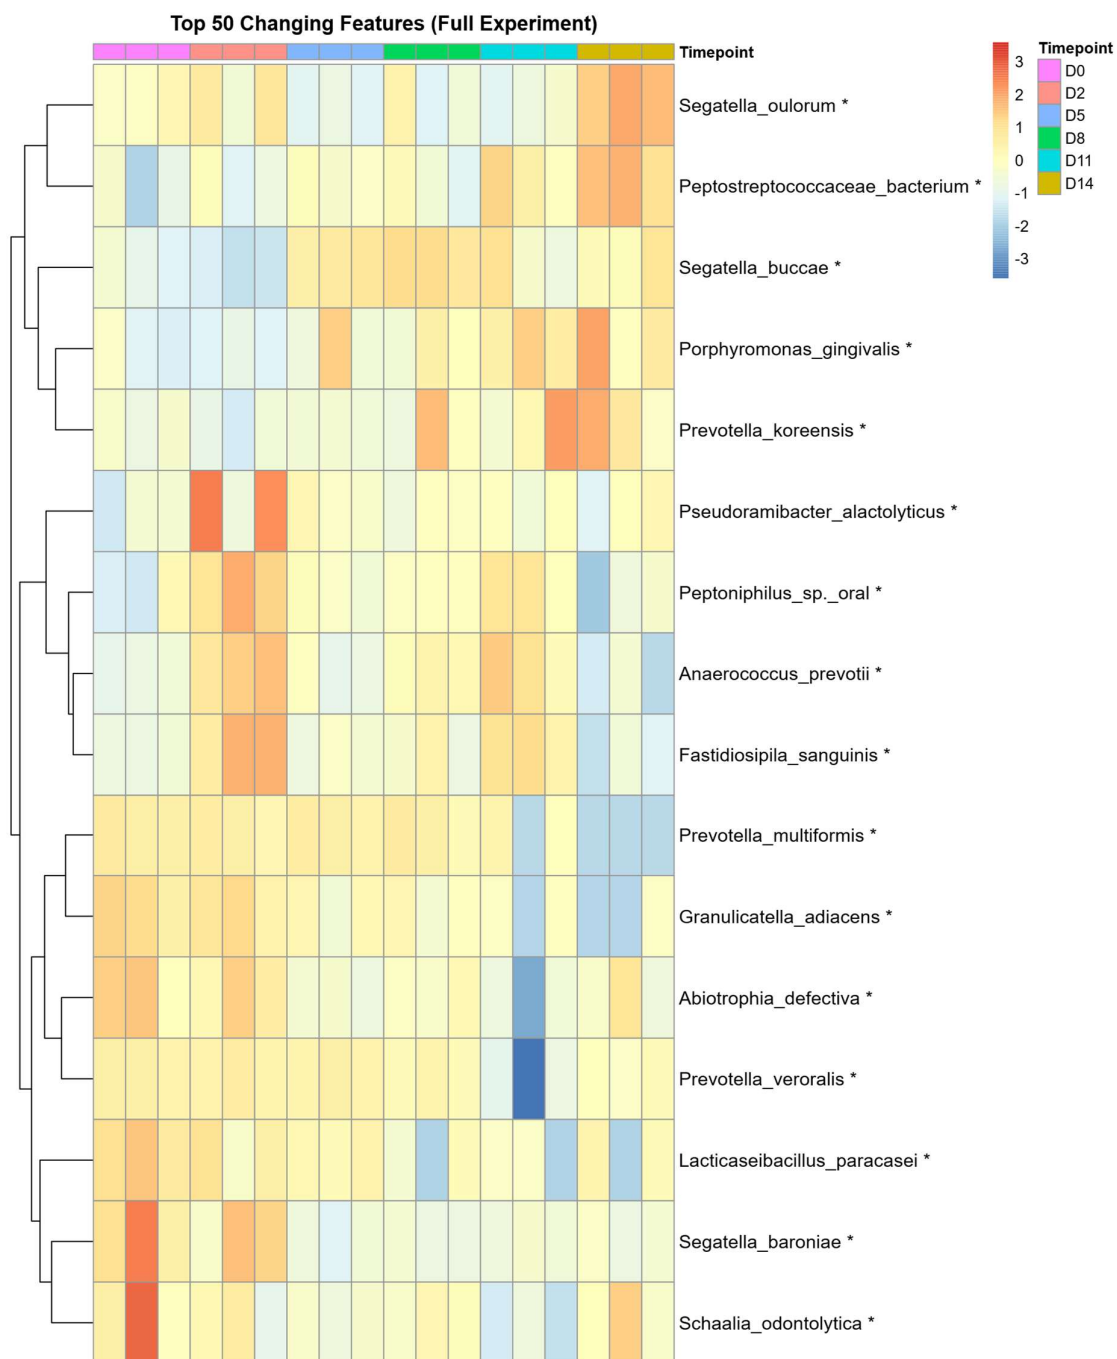 Top 50 Changing Features (Full Experiment)
Timepoint
Segatella_oulorum *
Peptostreptococcaceae_bacterium *
Segatella_buccae *
Porphyromonas_gingivalis *
Prevotella_koreensis *
Pseudoramibacter_alactolyticus *
Peptoniphilus_sp._oral *
Anaerococcus_prevotii *
Fastidiosipila_sanguinis *
Prevotella_multiformis *
Granulicatella_adiacens *
Abiotrophia_defectiva *
Prevotella_veroralis *
Lacticaseibacillus_paracasei *
Segatella_baroniae *
Schaalia_odontolytica *
3
2
1
0
-1
-2
-3
Timepoint
D0
D2
D5
D8
D11
D14